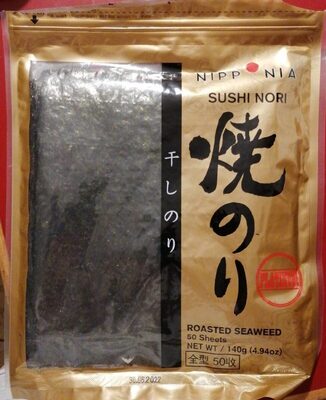 NIPPONIA
SUSHI NORI
焼のり
干しのり
ROASTED SEAWEED
50 Sheets
NET WT / 140g (4.94oz)
全型 50收